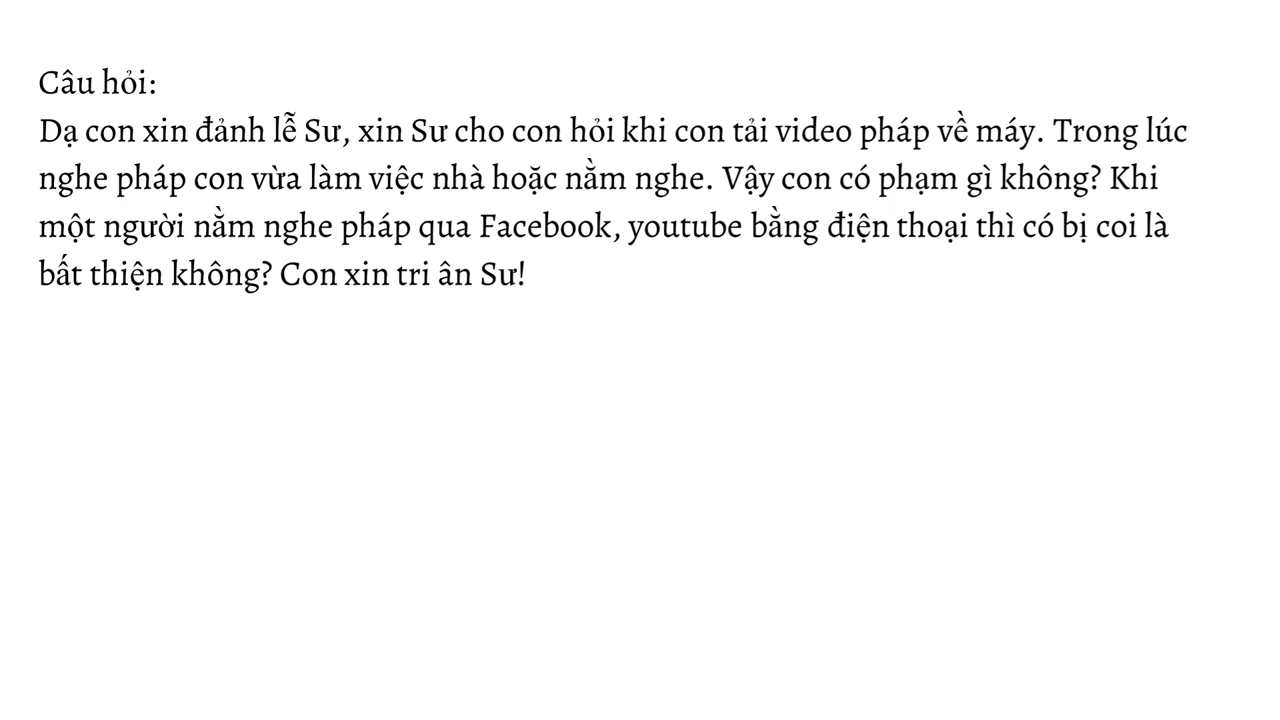 Câu hỏi:
Dạ con xin đảnh lễ Sư, xin Sư cho con hỏi khi con tải video pháp về máy. Trong lúc
nghe pháp con vừa làm việc nhà hoặc nằm nghe. Vậy con có phạm gì không? Khi
một người nằm nghe pháp qua Facebook, youtube bằng điện thoại thì có bị coi là
bất thiện không? Con xin tri ân Sư!